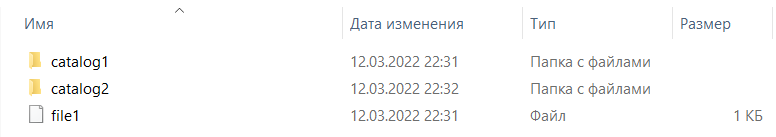 Имя Дата изменения Тип Размер
catalog1 12.03.2022 22:31 Папка с файлами
catalog2 12.03.2022 22:32 Папка с файлами
file1 12.03.2022 22:31 Файл 1 КБ